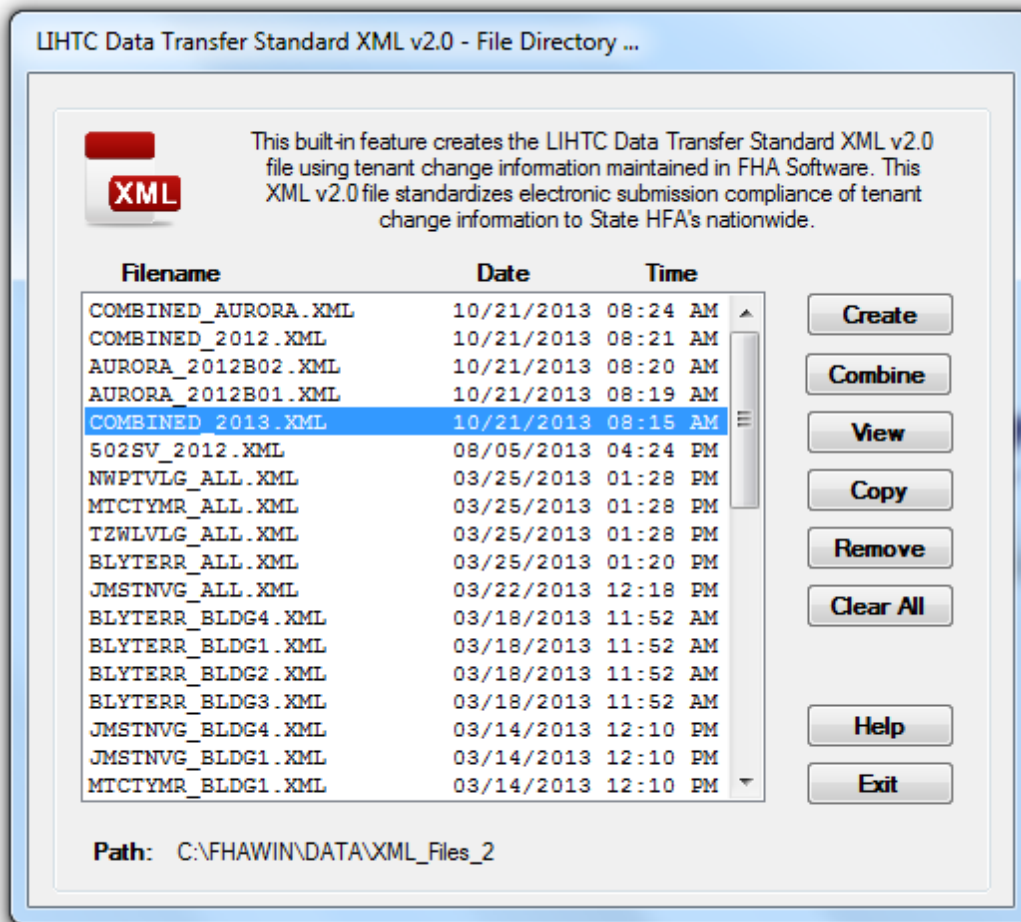 LIHTC Data Transfer Standard XML v2.0 - File Directory ...
XML
This built-in feature creates the LIHTC Data Transfer Standard XML v2.0
file using tenant change information maintained in FHA Software. This
XML v2.0 file standardizes electronic submission compliance of tenant
change information to State HFA's nationwide.
Filename Date Time
COMBINED_AURORA.XML 10/21/2013 08:24 AM
COMBINED_2012.XML 10/21/2013 08:21 AM
AURORA_2012B02.XML 10/21/2013 08:20 AM
AURORA_2012B01.XML 10/21/2013 08:19 AM
COMBINED_2013.XML 10/21/2013 08:15 AM
502SV_2012.XML 08/05/2013 04:24 PM
NWPTVLG_ALL.XML 03/25/2013 01:28 PM
MTCTYMR_ALL.XML 03/25/2013 01:28 PM
TZWLVLG_ALL.XML 03/25/2013 01:28 PM
BLYTERR_ALL.XML 03/25/2013 01:20 PM
JMSTNVG_ALL.XML 03/22/2013 12:18 PM
BLYTERR_BLDG4.XML 03/18/2013 11:52 AM
BLYTERR_BLDG1.XML 03/18/2013 11:52 AM
BLYTERR_BLDG2.XML 03/18/2013 11:52 AM
BLYTERR_BLDG3.XML 03/18/2013 11:52 AM
JMSTNVG_BLDG4.XML 03/14/2013 12:10 PM
JMSTNVG_BLDG1.XML 03/14/2013 12:10 PM
MTCTYMR_BLDG1.XML 03/14/2013 12:10 PM
Create
Combine
View
Copy
Remove
Clear All
Help
Exit
Path: C:\FHAWIN\DATA\XML_Files_2